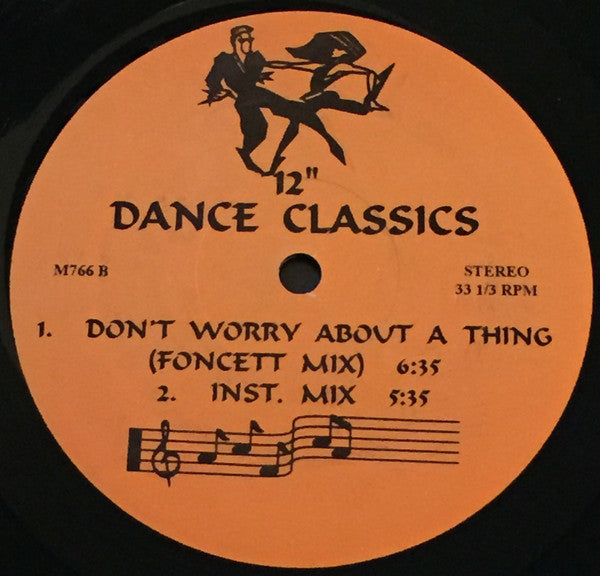 12"
DANCE CLASSICS
M766 B
STEREO
33 1/3 RPM
1. DON'T WORRY ABOUT A THING
(FONCETT MIX) 6:35
2. INST. MIX 5:35